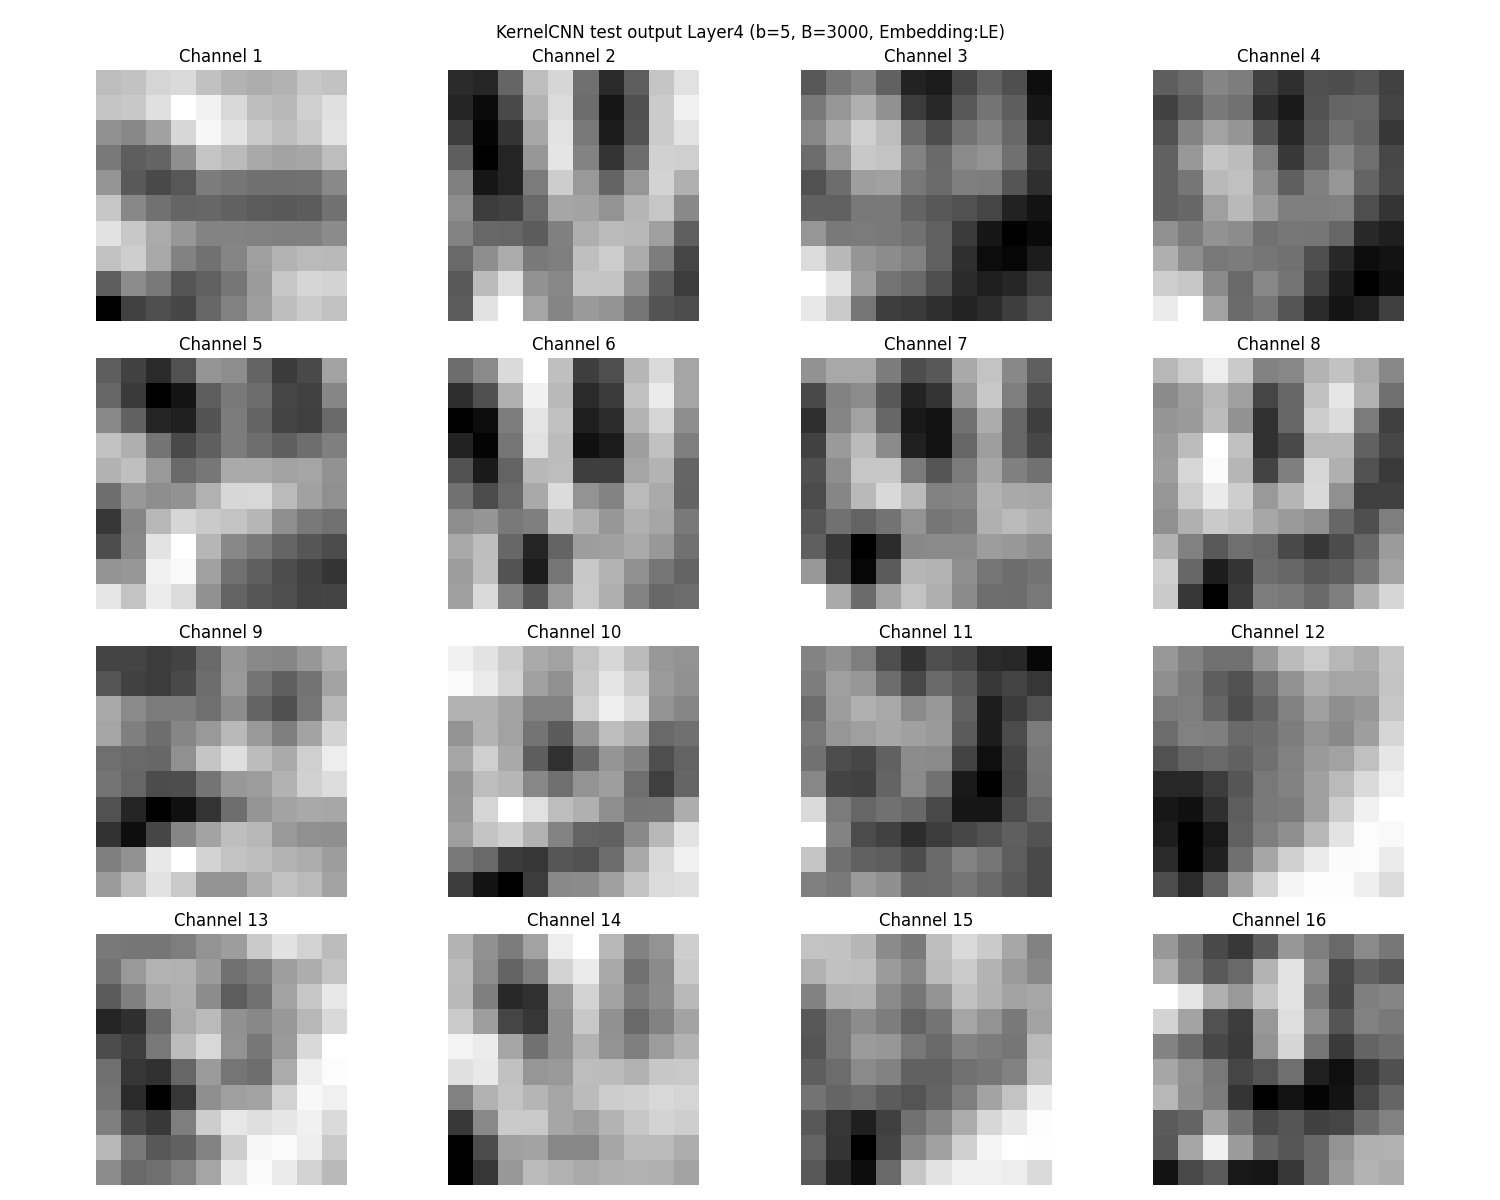 KernelCNN test output Layer4 (b=5, B=3000, Embedding:LE)
Channel 1 Channel 2 Channel 3 Channel 4
Channel 5 Channel 6 Channel 7 Channel 8
Channel 9 Channel 10 Channel 11 Channel 12
Channel 13 Channel 14 Channel 15 Channel 16